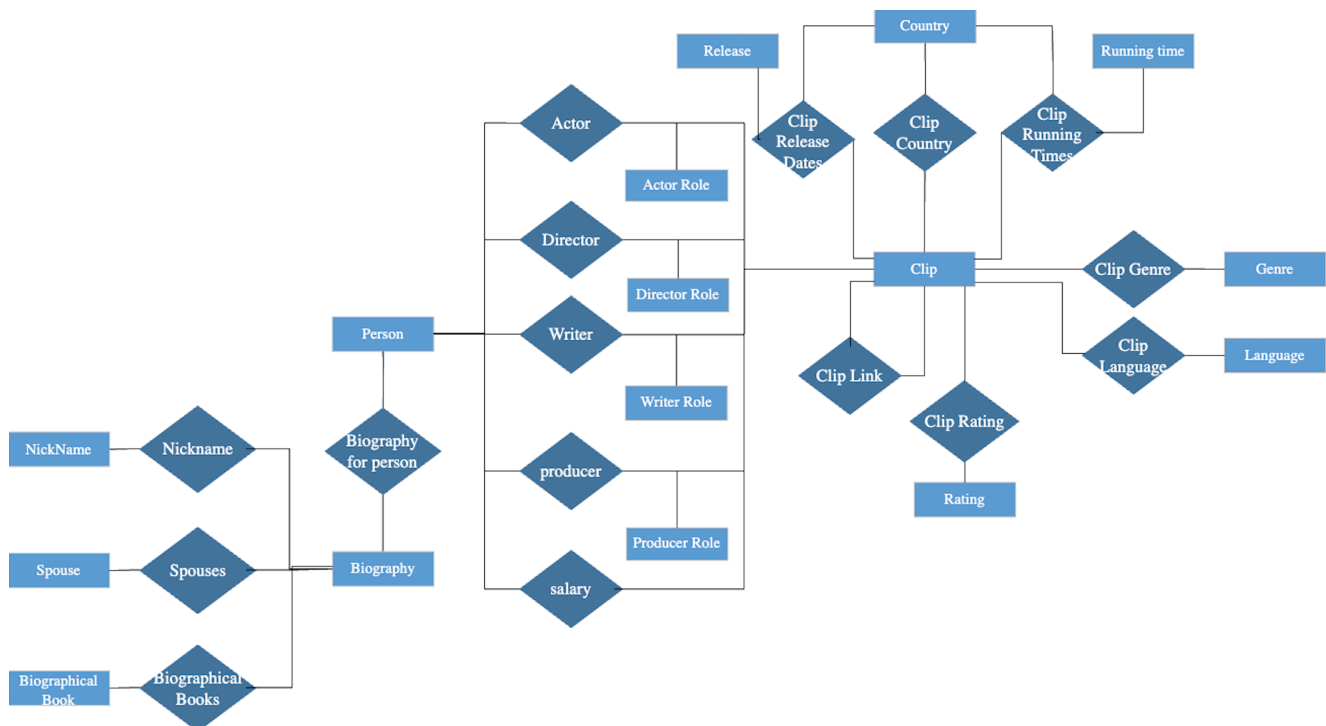 Country
Release
Running time
Actor
Clip
Release
Dates
Clip
Country
Clip
Running
Times
Actor Role
Director
Clip
Clip Genre
Genre
Director Role
Person
Writer
Clip Link
Clip
Language
Language
Writer Role
Clip Rating
NickName
Nickname
Biography
for person
producer
Rating
Producer Role
Spouse
Spouses
Biography
salary
Biographical
Book
Biographical
Books